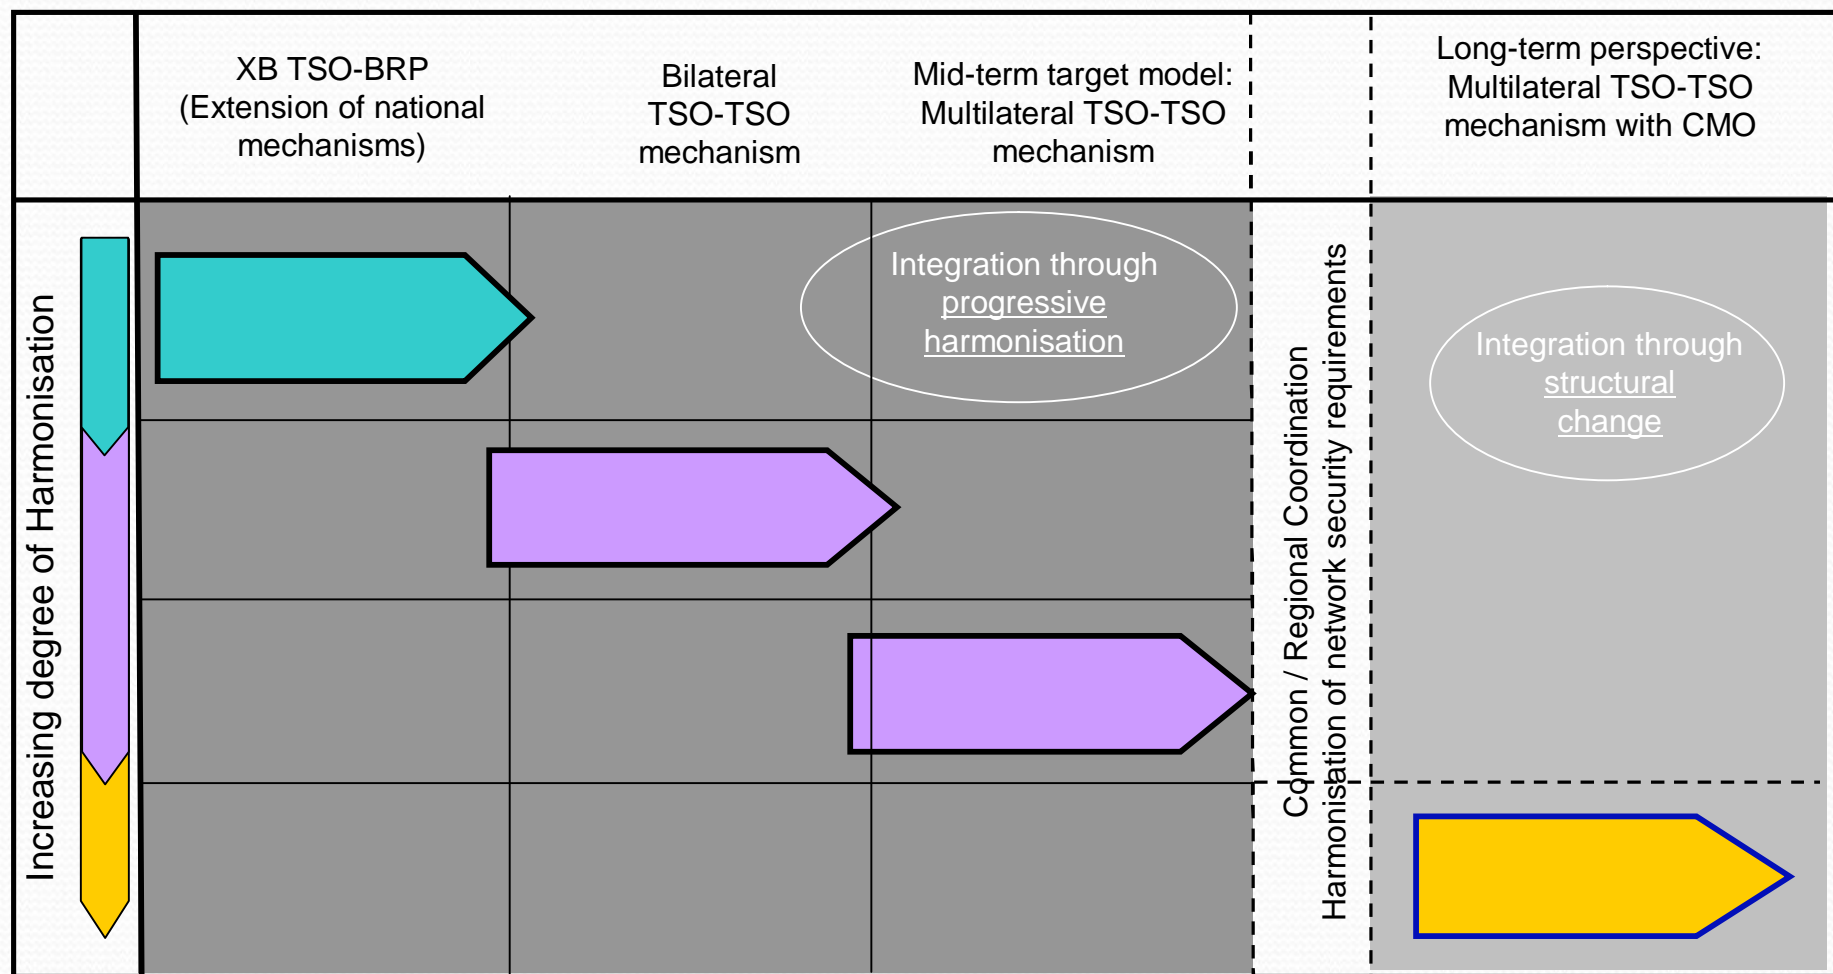 XB TSO-BRP
(Extension of national
mechanisms)
Bilateral
TSO-TSO
mechanism
Mid-term target model:
Multilateral TSO-TSO
mechanism
Long-term perspective:
Multilateral TSO-TSO
mechanism with CMO
Increasing degree of Harmonisation
Integration through
progressive
harmonisation
Common / Regional Coordination
Harmonisation of network security requirements
Integration through
structural
change